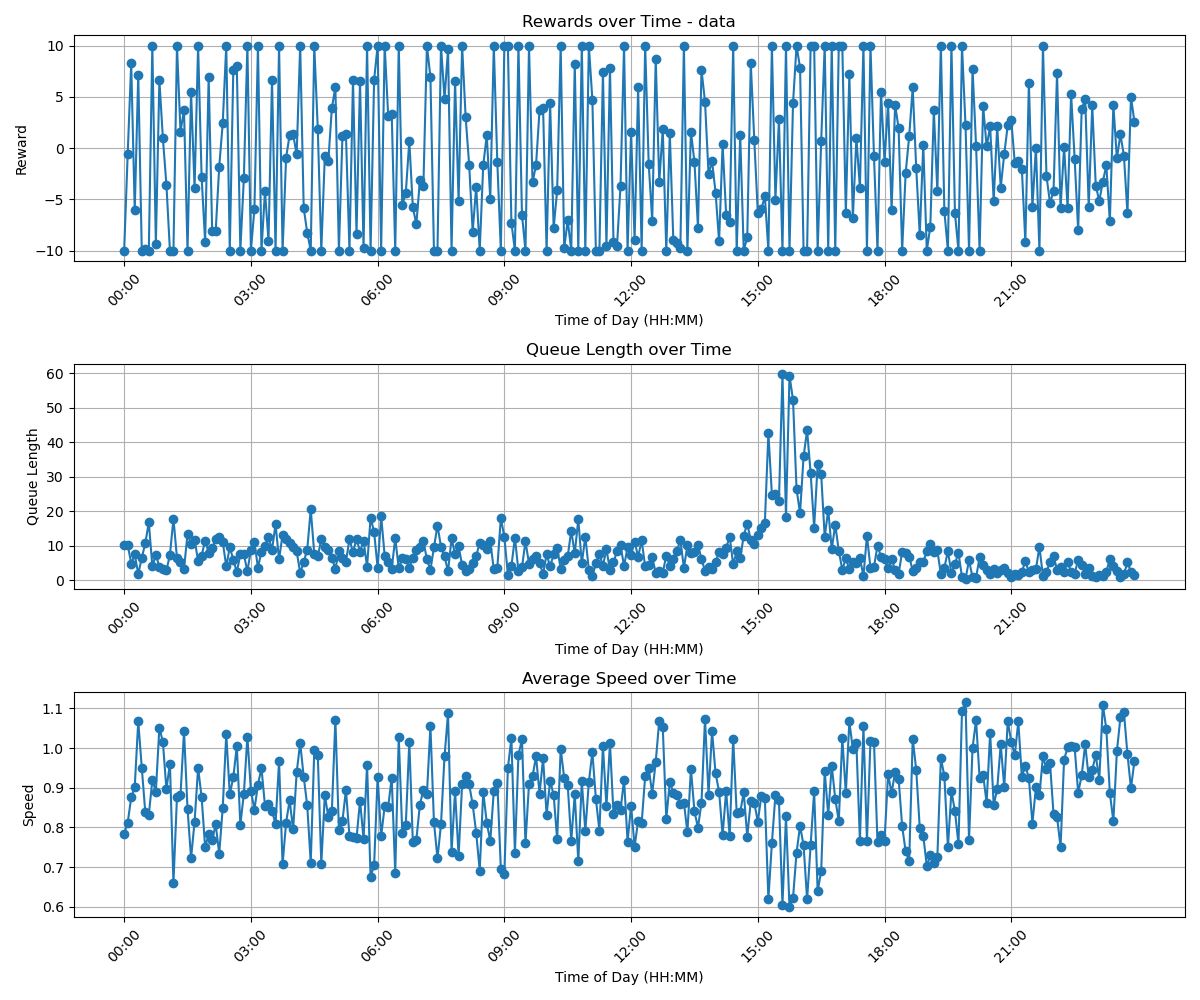 Rewards over Time - data
10
5
0
−5
−10
Reward
00:00 03:00 06:00 09:00 12:00 15:00 18:00 21:00
Time of Day (HH:MM)
Queue Length over Time
60
50
40
30
20
10
0
Queue Length
00:00 03:00 06:00 09:00 12:00 15:00 18:00 21:00
Time of Day (HH:MM)
Average Speed over Time
1.1
1.0
0.9
0.8
0.7
0.6
Speed
00:00 03:00 06:00 09:00 12:00 15:00 18:00 21:00
Time of Day (HH:MM)